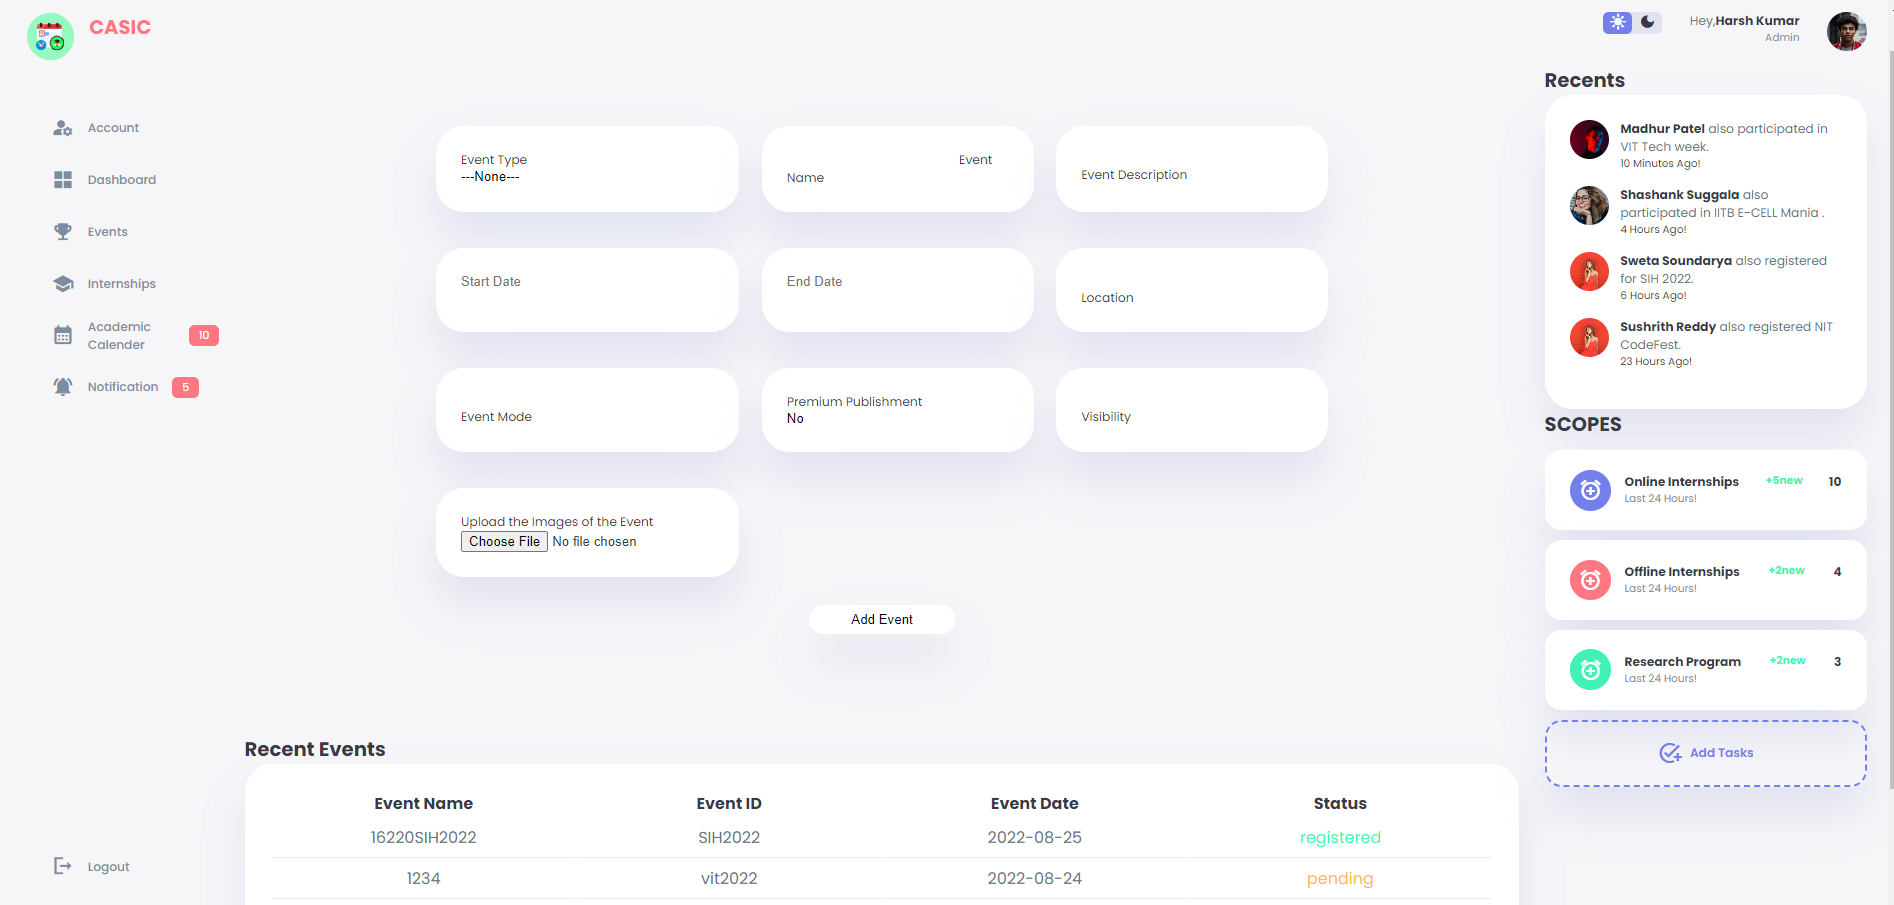 CASIC
Hey,Harsh Kumar
Admin
Account
Dashboard
Events
Internships
Academic
Calender
10
Notification
5
Logout
Event Type
---None---
Event
Name
Event Description
Start Date
End Date
Location
Event Mode
Premium Publishment
No
Visibility
Upload the Images of the Event
Choose File No file chosen
Add Event
Recent Events
Event Name Event ID Event Date Status
16220SIH2022 SIH2022 2022-08-25 registered
1234 vit2022 2022-08-24 pending
Recents
Madhur Patel also participated in
VIT Tech week.
10 Minutes Ago!
Shashank Suggala also
participated in IITB E-CELL Mania .
4 Hours Ago!
Sweta Soundarya also registered
for SIH 2022.
6 Hours Ago!
Sushrith Reddy also registered NIT
CodeFest.
23 Hours Ago!
SCOPES
Online Internships +5new 10
Last 24 Hours!
Offline Internships +2new 4
Last 24 Hours!
Research Program +2new 3
Last 24 Hours!
Add Tasks